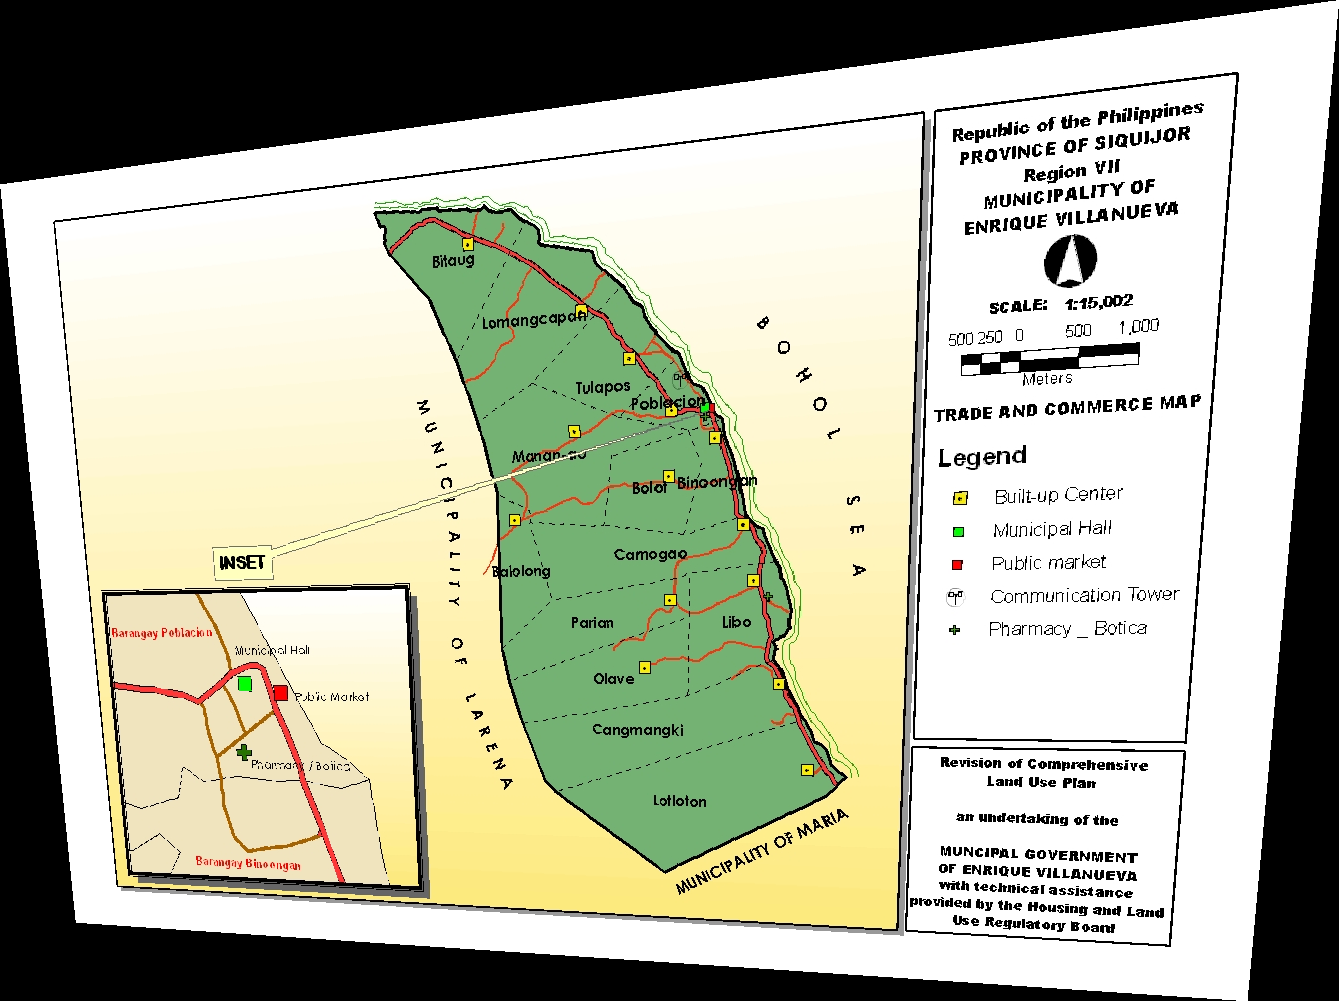 Republic of the Philippines
PROVINCE OF SIQUIJOR
Region VII
MUNICIPALITY OF
ENRIQUE VILLANUEVA
SCALE: 1:15,002
500 250 0 500 1,000
Meters
TRADE AND COMMERCE MAP
Legend
Built-up Center
Municipal Hall
Public market
Communication Tower
Pharmacy _ Botica
Revision of Comprehensive
Land Use Plan
an undertaking of the
MUNCIPAL GOVERNMENT
OF ENRIQUE VILLANUEVA
with technical assistance
provided by the Housing and Land
Use Regulatory Board
Bitaug
Lomangcapan
Tulapos
Poblacion
Manan-ao
Bolot
Binoongan
Camogao
Balolong
Parian
Libo
Olave
Cangmangki
Lotloton
BOHOL SEA
MUNICIPALITY OF LARENA
MUNICIPALITY OF MARIA
INSET
Barangay Poblacion
Municipal Hall
Public Market
Pharmacy / Botica
Barangay Binoongan